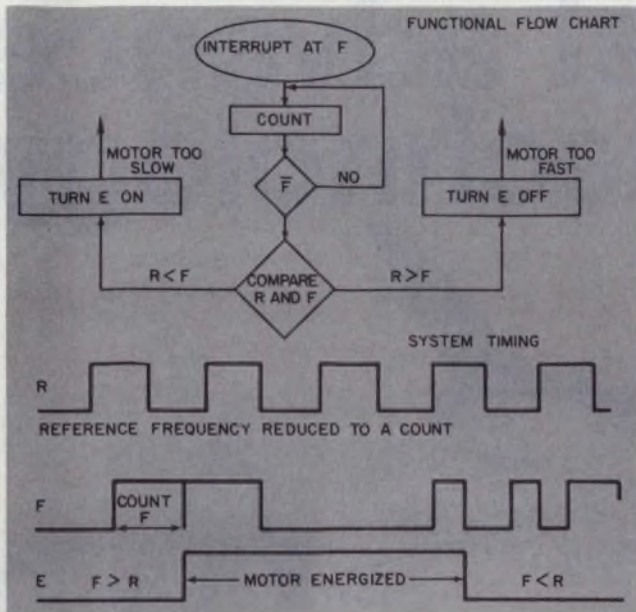 FUNCTIONAL FLOW CHART
INTERRUPT AT F
COUNT
MOTOR TOO
SLOW
F̅
NO
MOTOR TOO
FAST
TURN E ON
TURN E OFF
R < F
COMPARE
R AND F
R > F
SYSTEM TIMING
R
REFERENCE FREQUENCY REDUCED TO A COUNT
F
COUNT
F
E
F > R
MOTOR ENERGIZED
F < R